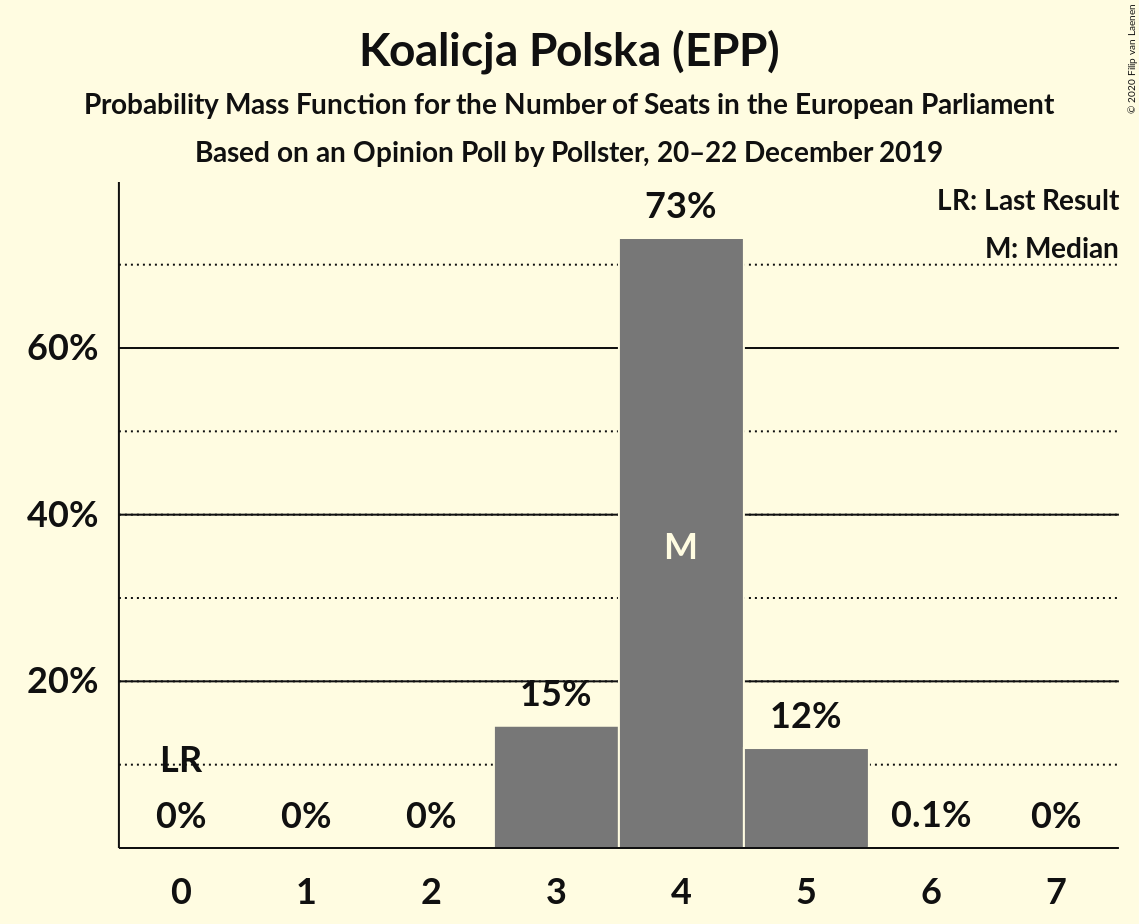 Koalicja Polska (EPP)
Probability Mass Function for the Number of Seats in the European Parliament
Based on an Opinion Poll by Pollster, 20–22 December 2019
© 2020 Filip van Laenen
LR: Last Result
M: Median
73%
60%
40%
M
20%
15%
12%
LR
0% 0% 0% 0.1% 0%
0 1 2 3 4 5 6 7